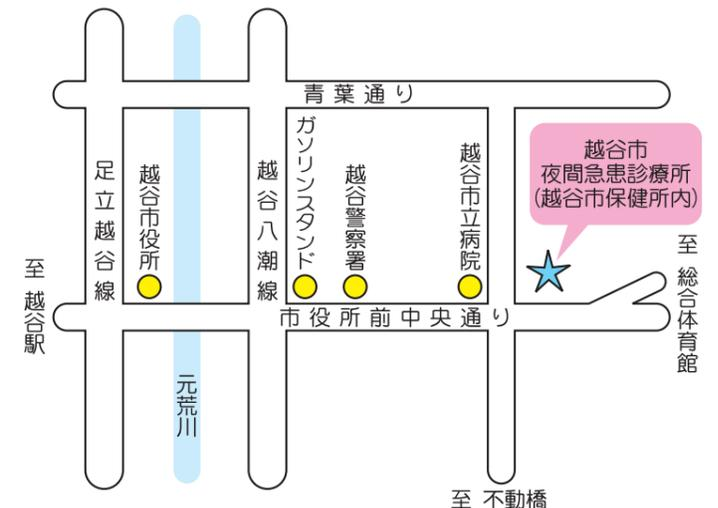 青葉通り
足立越谷線
越谷市役所
越谷八潮線
ガソリンスタンド
越谷警察署
越谷市立病院
越谷市
夜間急患診療所
(越谷市保健所内)
至 越谷駅
至 総合体育館
市役所前中央通り
元荒川
至 不動橋